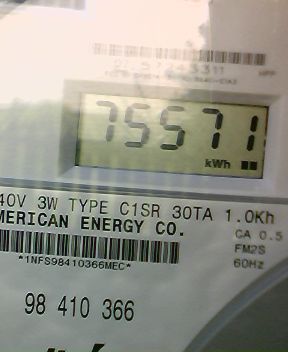 75571
kWh
40V 3W TYPE C1SR 30TA 1.0Kh
MERICAN ENERGY CO.
CA 0.5
FM2S
60Hz
*1NFS98410366MEC*
98 410 366